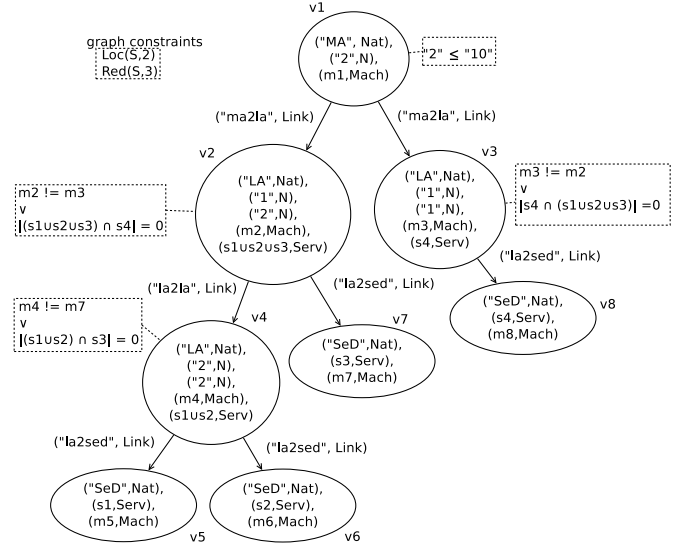 v1
graph constraints
Loc(S,2)
Red(S,3)
("MA", Nat),
("2",N),
(m1,Mach)
"2" ≤ "10"
("ma2la", Link)
("ma2la", Link)
v2
v3
m2 != m3
∨
|(s1∪s2∪s3) ∩ s4| = 0
("LA",Nat),
("1",N),
("2",N),
(m2,Mach),
(s1∪s2∪s3,Serv)
("LA",Nat),
("1",N),
("1",N),
(m3,Mach),
(s4,Serv)
m3 != m2
∨
|s4 ∩ (s1∪s2∪s3)| =0
("la2la", Link)
("la2sed", Link)
("la2sed", Link)
m4 != m7
∨
|(s1∪s2) ∩ s3| = 0
v4
("LA",Nat),
("2",N),
("2",N),
(m4,Mach),
(s1∪s2,Serv)
v7
("SeD",Nat),
(s3,Serv),
(m7,Mach)
v8
("SeD",Nat),
(s4,Serv),
(m8,Mach)
("la2sed", Link)
("la2sed", Link)
("SeD",Nat),
(s1,Serv),
(m5,Mach)
v5
("SeD",Nat),
(s2,Serv),
(m6,Mach)
v6